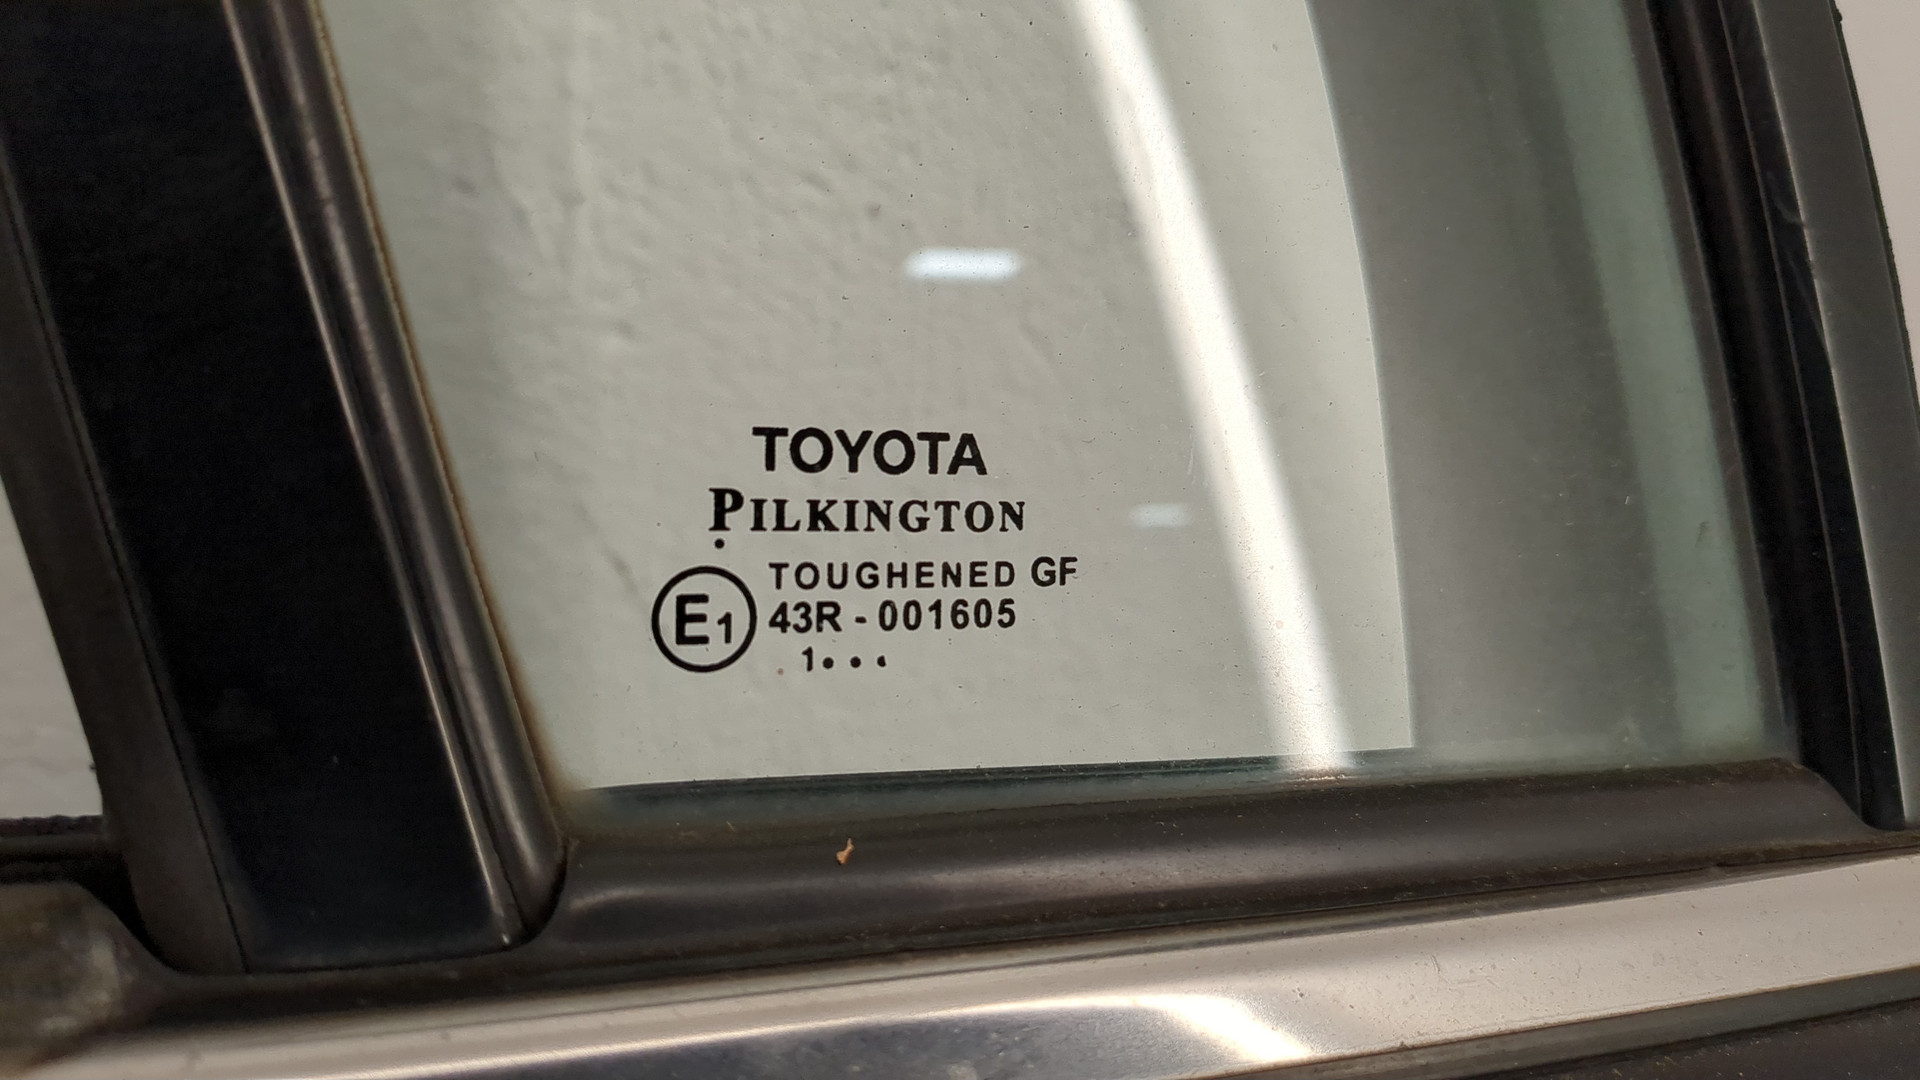 TOYOTA
PILKINGTON
.
E1
TOUGHENED GF
43R - 001605
1...